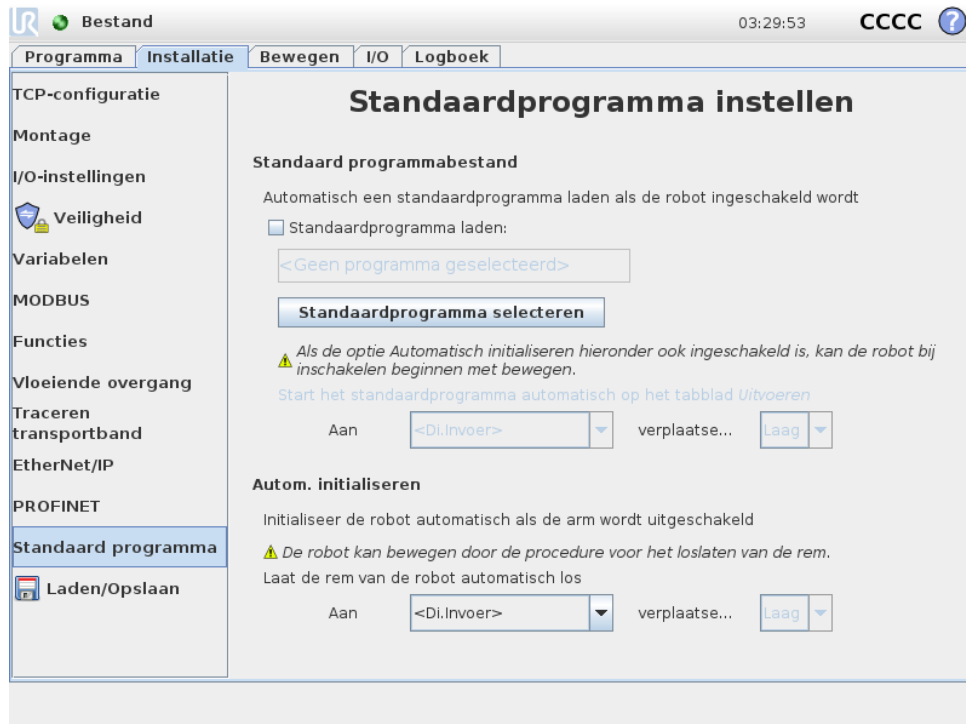 UR Bestand 03:29:53 CCCC ?
Programma Installatie Bewegen I/O Logboek
TCP-configuratie
Montage
I/O-instellingen
Veiligheid
Variabelen
MODBUS
Functies
Vloeiende overgang
Traceren
transportband
EtherNet/IP
PROFINET
Standaard programma
Laden/Opslaan
Standaardprogramma instellen
Standaard programmabestand
Automatisch een standaardprogramma laden als de robot ingeschakeld wordt
Standaardprogramma laden:
<Geen programma geselecteerd>
Standaardprogramma selecteren
Als de optie Automatisch initialiseren hieronder ook ingeschakeld is, kan de robot bij
inschakelen beginnen met bewegen.
Start het standaardprogramma automatisch op het tabblad Uitvoeren
Aan <Di.Invoer> verplaatse... Laag
Autom. initialiseren
Initialiseer de robot automatisch als de arm wordt uitgeschakeld
De robot kan bewegen door de procedure voor het loslaten van de rem.
Laat de rem van de robot automatisch los
Aan <Di.Invoer> verplaatse... Laag